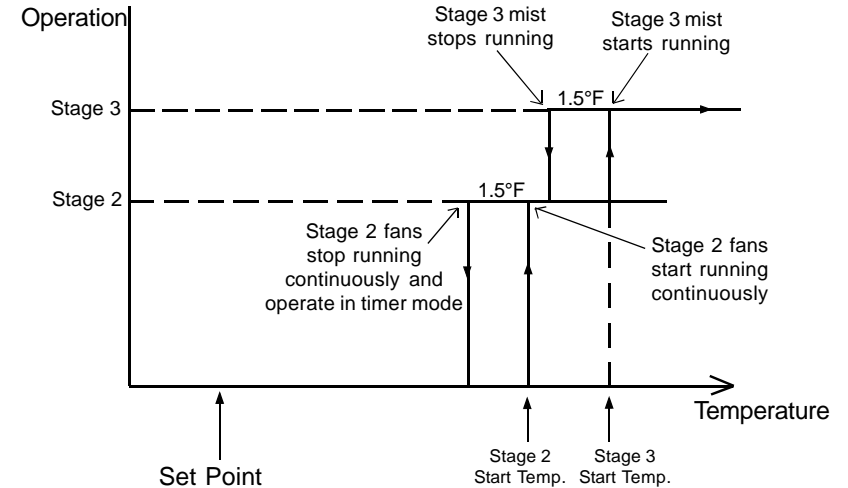 Operation
Stage 3 mist
stops running
Stage 3 mist
starts running
Stage 3
1.5°F
Stage 2
1.5°F
Stage 2 fans
stop running
continuously and
operate in timer mode
Stage 2 fans
start running
continuously
Temperature
Set Point
Stage 2
Start Temp.
Stage 3
Start Temp.